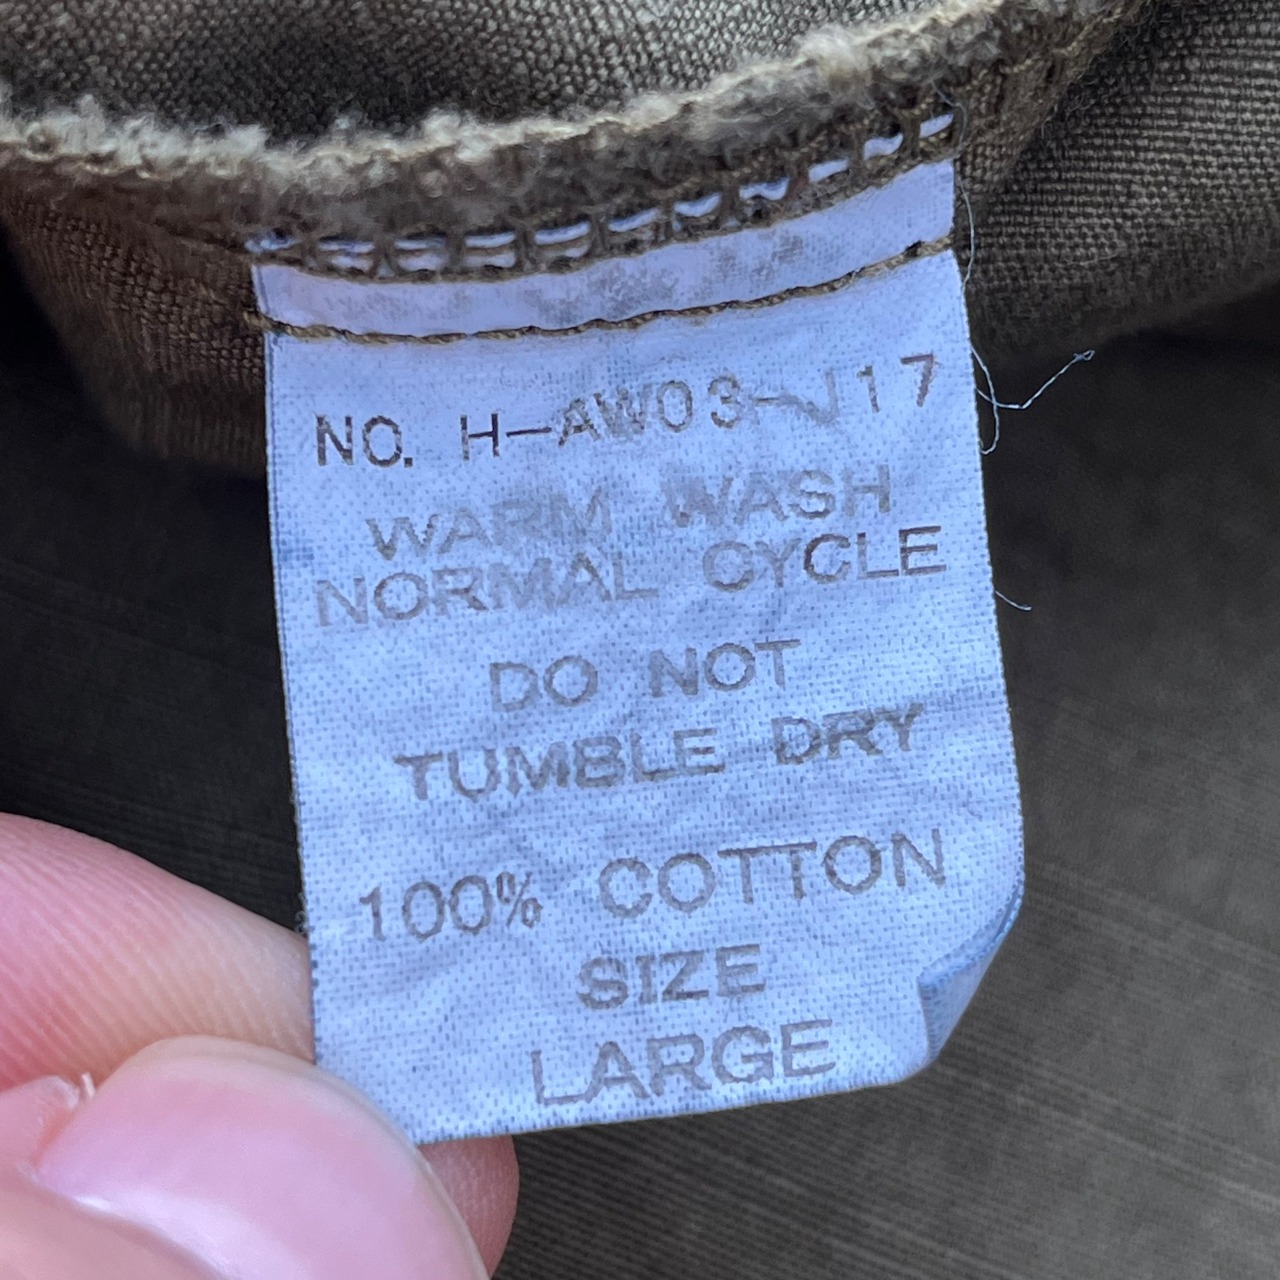 NO. H-AW03-J17
WARM WASH
NORMAL CYCLE
DO NOT
TUMBLE DRY
100% COTTON
SIZE
LARGE